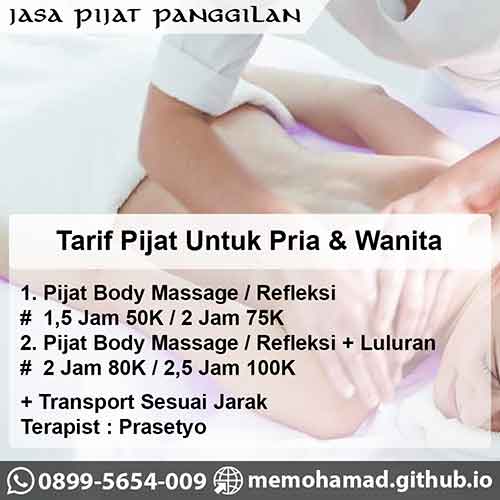 JASA PIJAT PANGGILAN
Tarif Pijat Untuk Pria & Wanita
1. Pijat Body Massage / Refleksi
# 1,5 Jam 50K / 2 Jam 75K
2. Pijat Body Massage / Refleksi + Luluran
# 2 Jam 80K / 2,5 Jam 100K
+ Transport Sesuai Jarak
Terapist : Prasetyo
0899-5654-009 memohamad.github.io